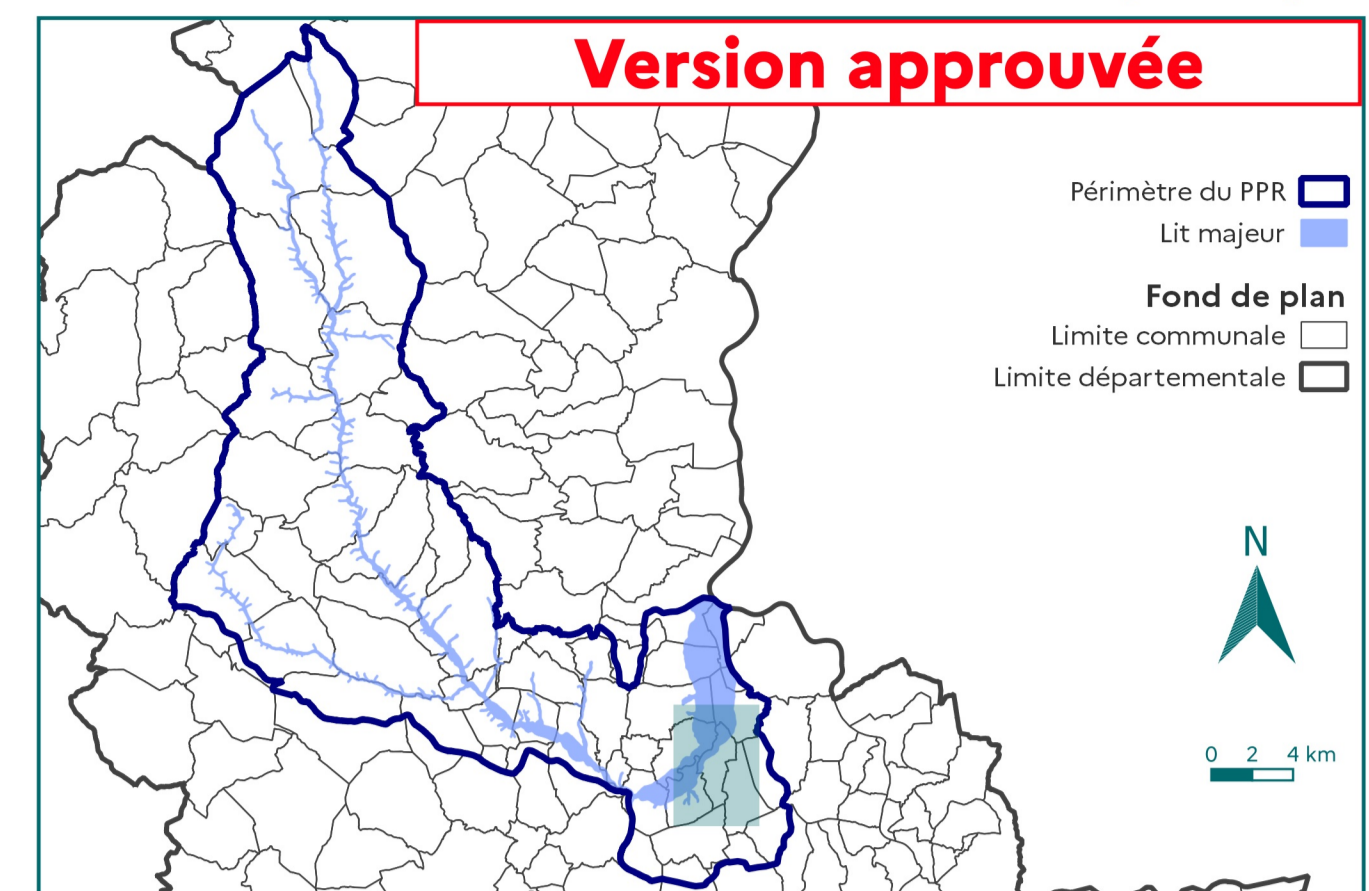 Version approuvée
Périmètre du PPR
Lit majeur
Fond de plan
Limite communale
Limite départementale
N
0 2 4 km